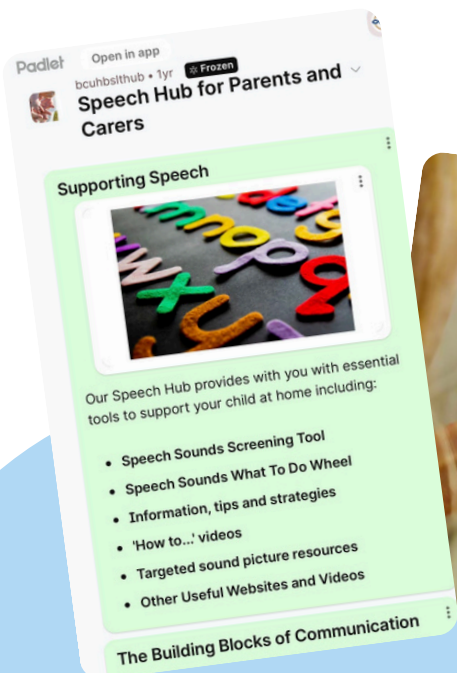 Padlet
Open in app
bcuhbslthub • 1yr
Frozen
Speech Hub for Parents and
Carers
Supporting Speech
m n o
d e
w x
o p q
y
Our Speech Hub provides with you with essential
tools to support your child at home including:
• Speech Sounds Screening Tool
• Speech Sounds What To Do Wheel
• Information, tips and strategies
• 'How to...' videos
• Targeted sound picture resources
• Other Useful Websites and Videos
The Building Blocks of Communication